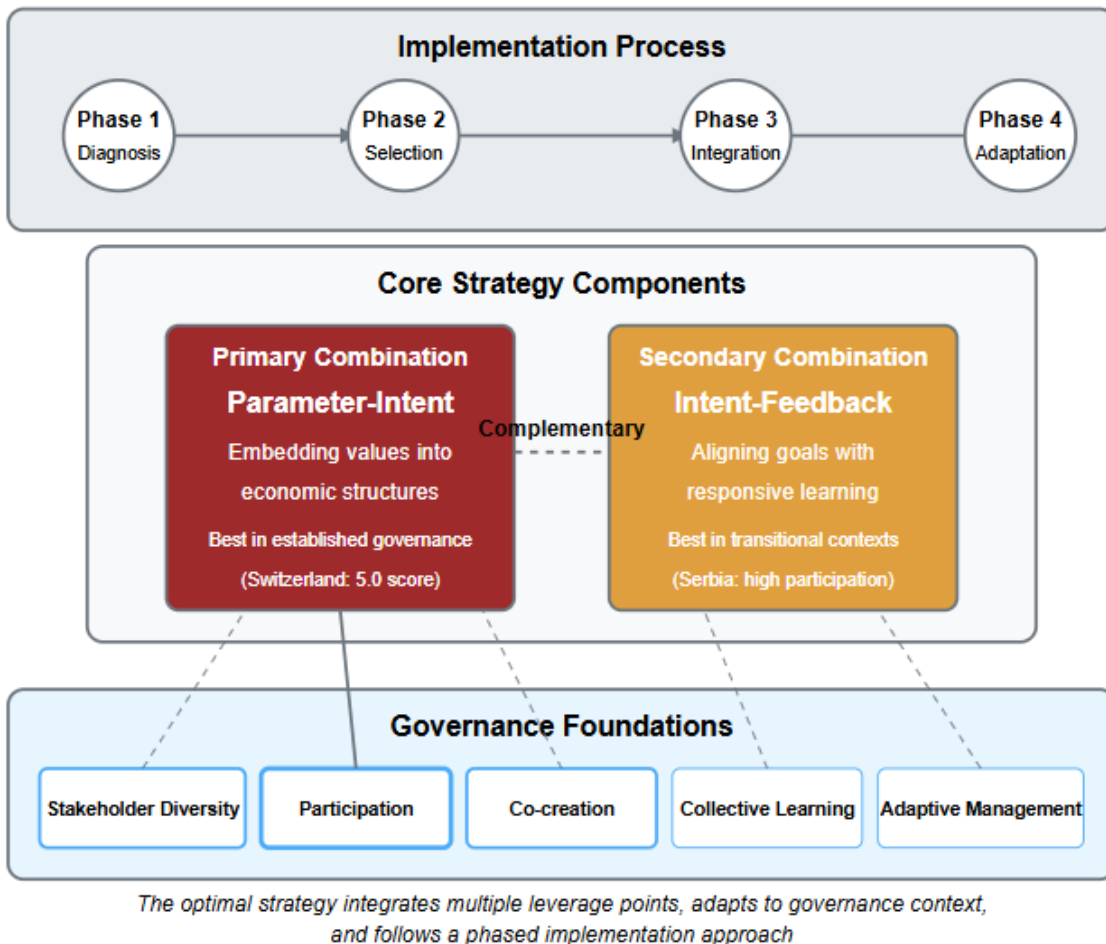 Implementation Process
Phase 1
Diagnosis
Phase 2
Selection
Phase 3
Integration
Phase 4
Adaptation
Core Strategy Components
Primary Combination
Parameter-Intent
Embedding values into
economic structures
Best in established governance
(Switzerland: 5.0 score)
Complementary
Secondary Combination
Intent-Feedback
Aligning goals with
responsive learning
Best in transitional contexts
(Serbia: high participation)
Governance Foundations
Stakeholder Diversity
Participation
Co-creation
Collective Learning
Adaptive Management
The optimal strategy integrates multiple leverage points, adapts to governance context,
and follows a phased implementation approach